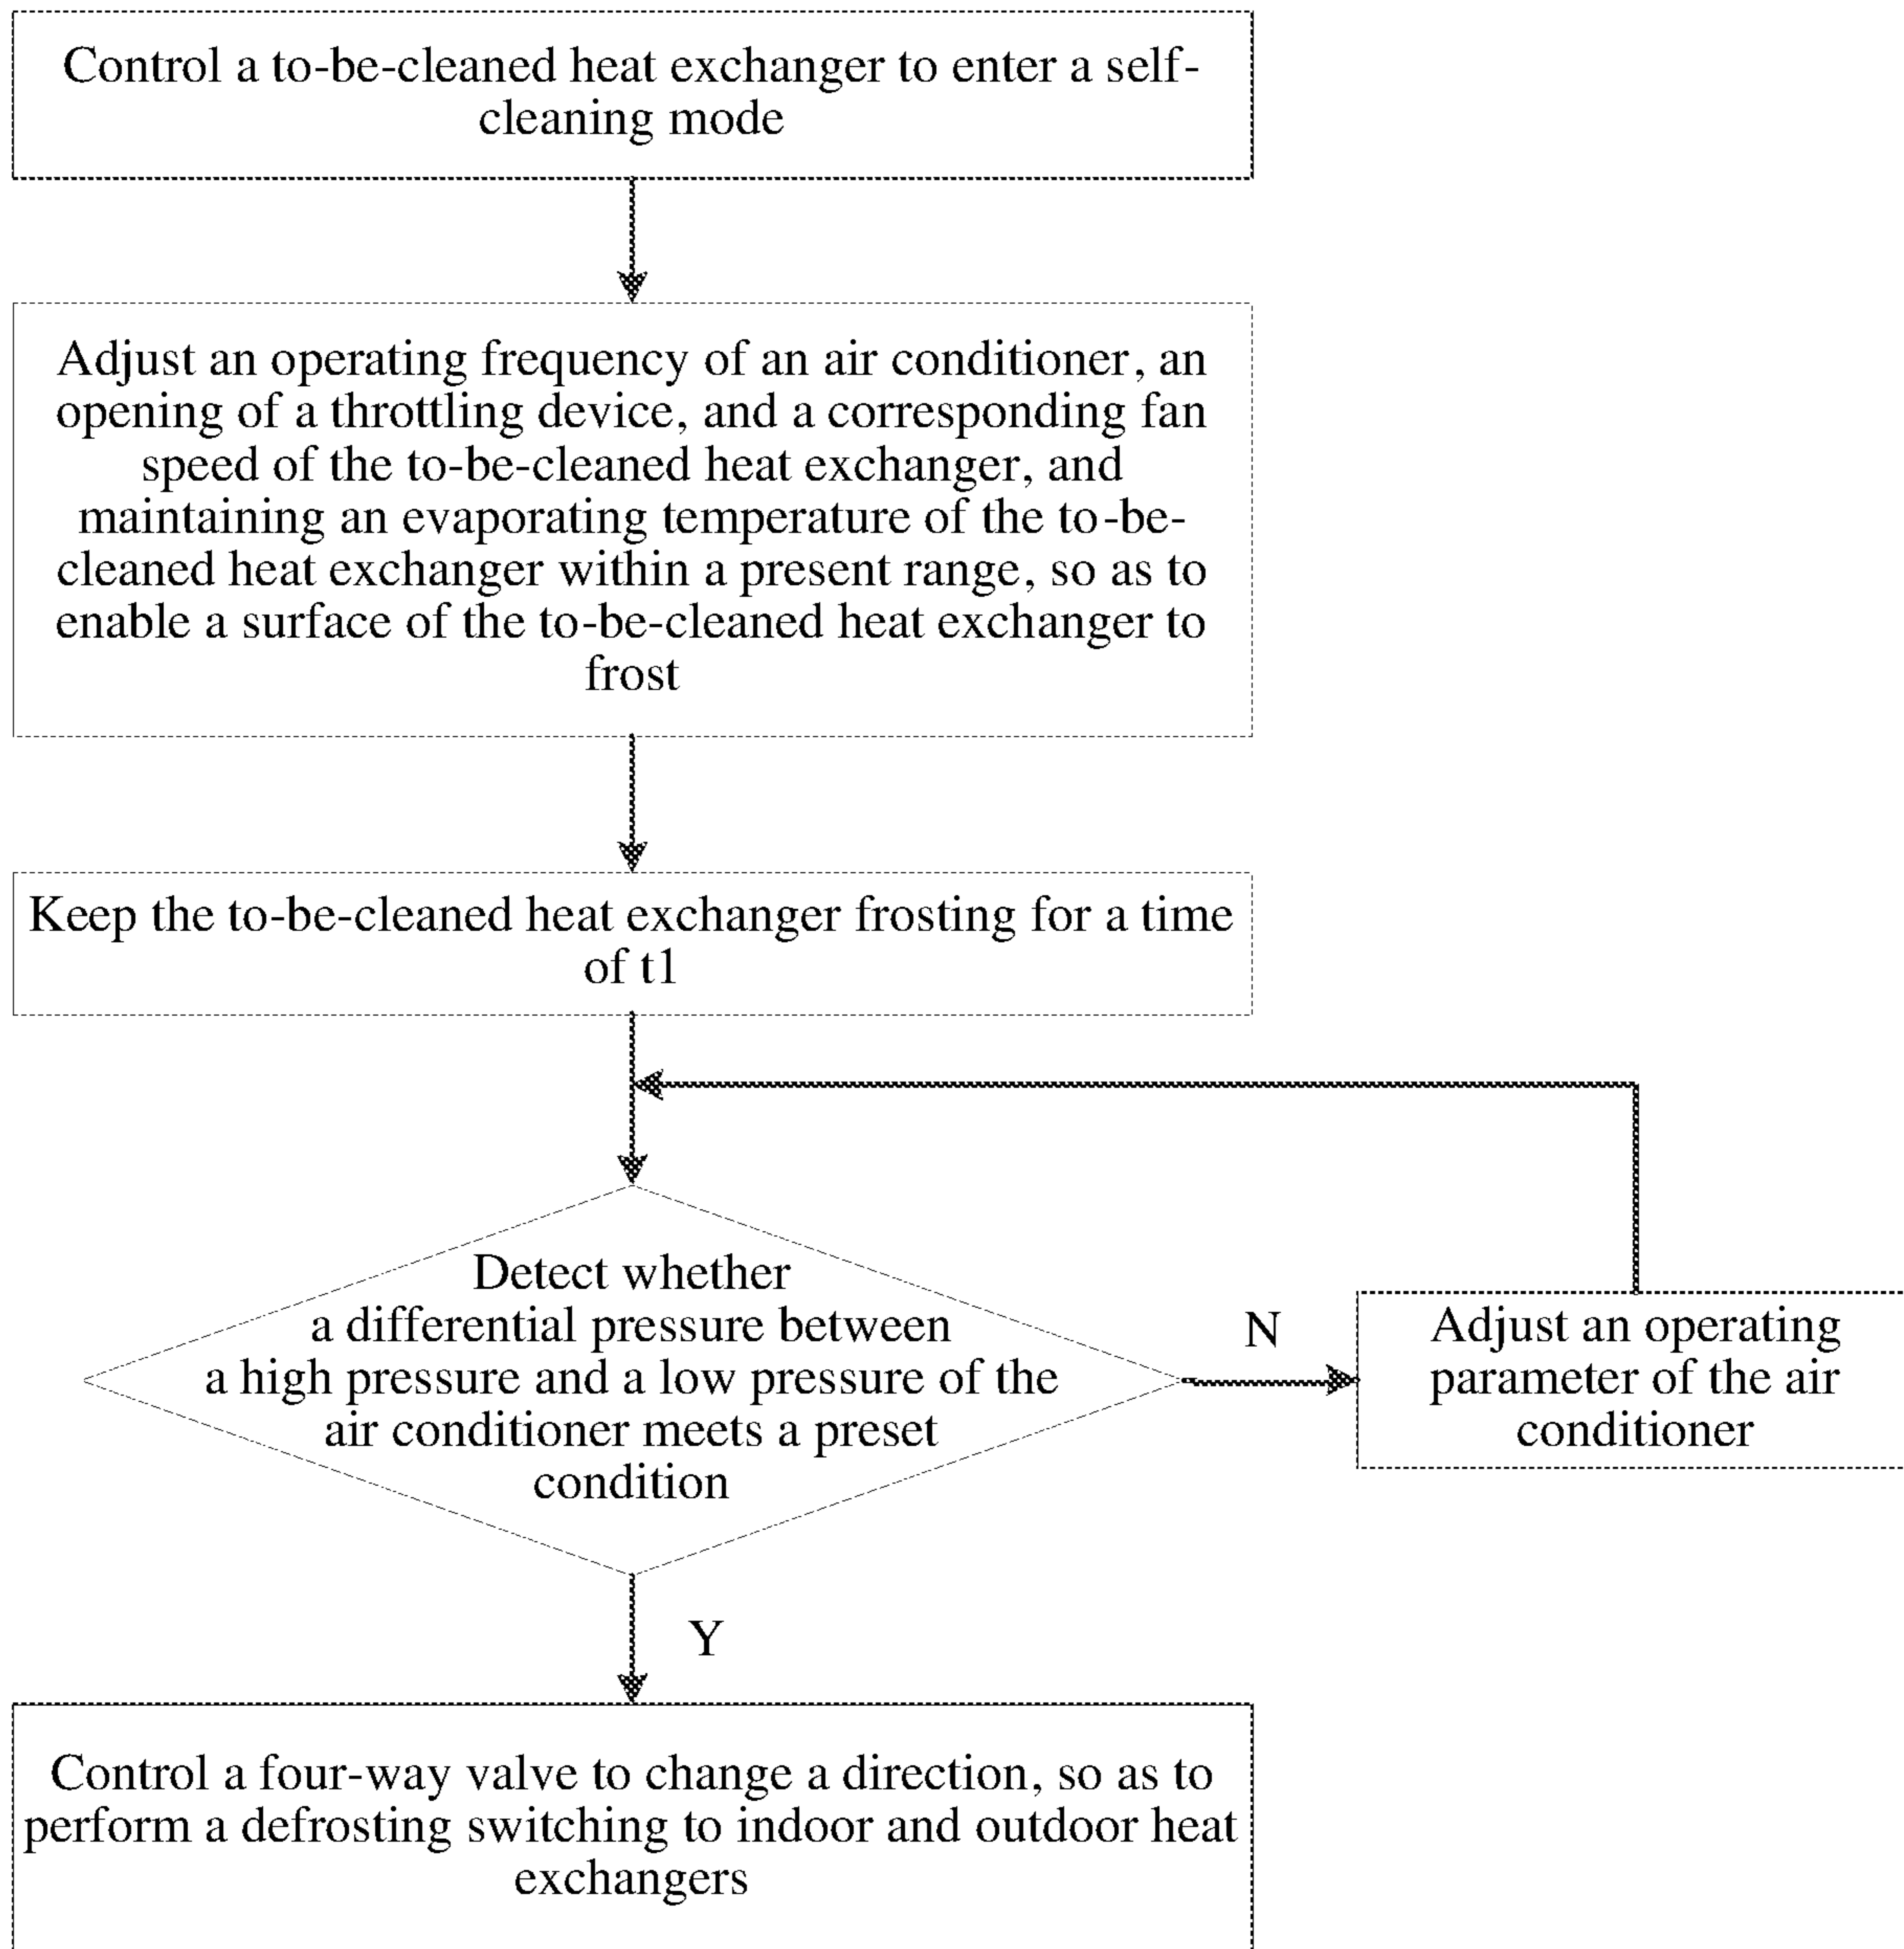 Control a to-be-cleaned heat exchanger to enter a self-
cleaning mode
Adjust an operating frequency of an air conditioner, an
opening of a throttling device, and a corresponding fan
speed of the to-be-cleaned heat exchanger, and
maintaining an evaporating temperature of the to-be-
cleaned heat exchanger within a present range, so as to
enable a surface of the to-be-cleaned heat exchanger to
frost
Keep the to-be-cleaned heat exchanger frosting for a time
of t1
Detect whether
a differential pressure between
a high pressure and a low pressure of the
air conditioner meets a preset
condition
N
Adjust an operating
parameter of the air
conditioner
Y
Control a four-way valve to change a direction, so as to
perform a defrosting switching to indoor and outdoor heat
exchangers